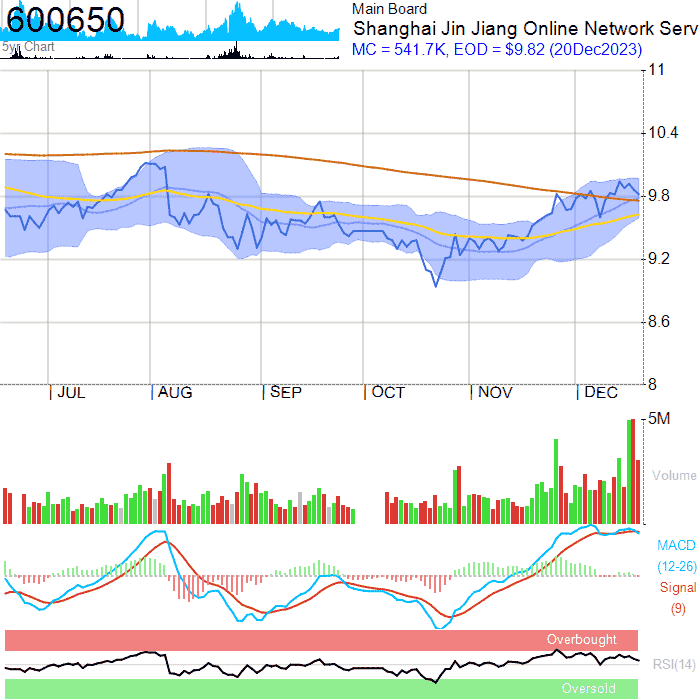 600650
Main Board
Shanghai Jin Jiang Online Network Serv
5yr Chart
MC = 541.7K, EOD = $9.82 (20Dec2023)
11
10.4
9.8
9.2
8.6
8
JUL
AUG
SEP
OCT
NOV
DEC
5M
Volume
MACD
(12-26)
Signal
(9)
Overbought
RSI(14)
Oversold